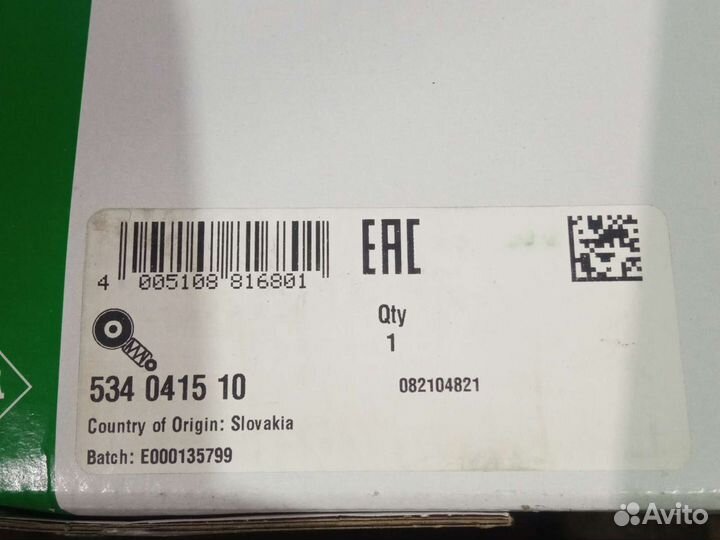 EAC
4 005108 816801
Qty
1
534 0415 10
082104821
Country of Origin: Slovakia
Batch: E000135799
Avito